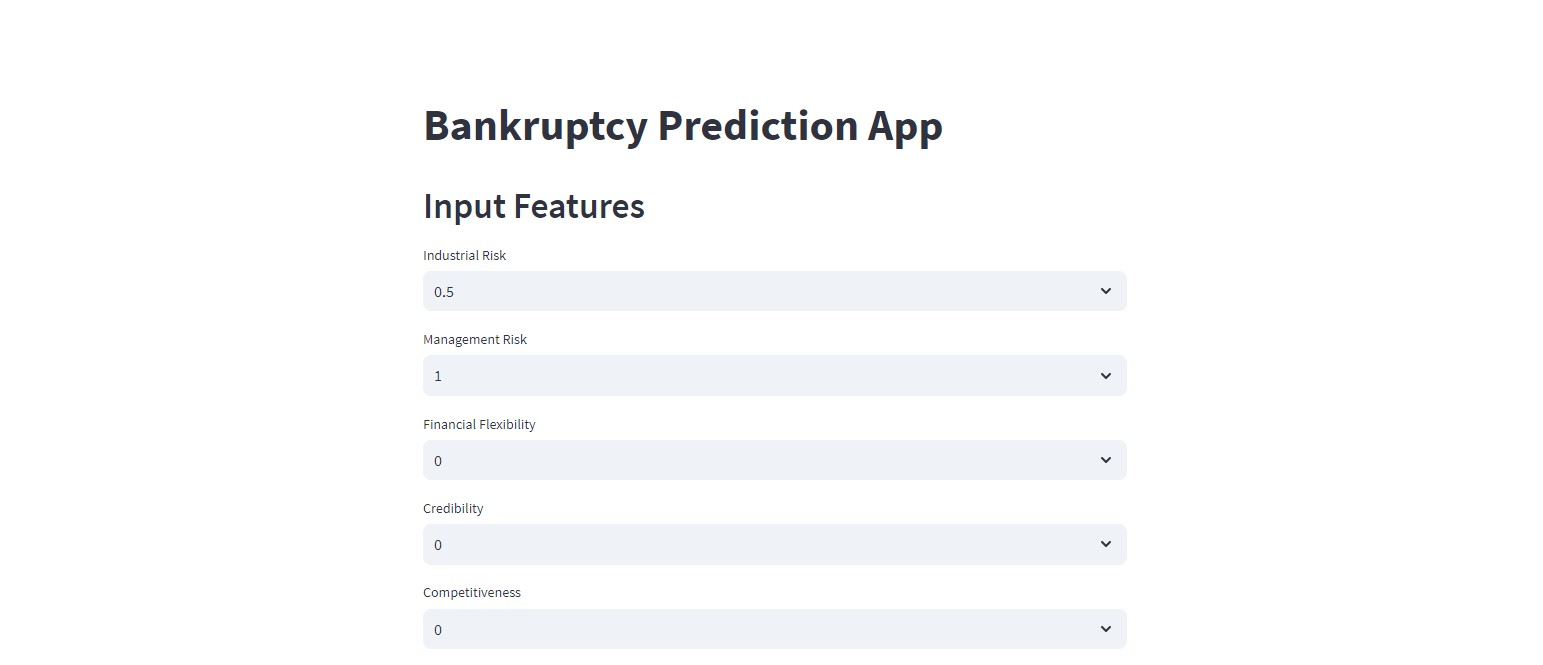 Bankruptcy Prediction App
Input Features
Industrial Risk
0.5
Management Risk
1
Financial Flexibility
0
Credibility
0
Competitiveness
0